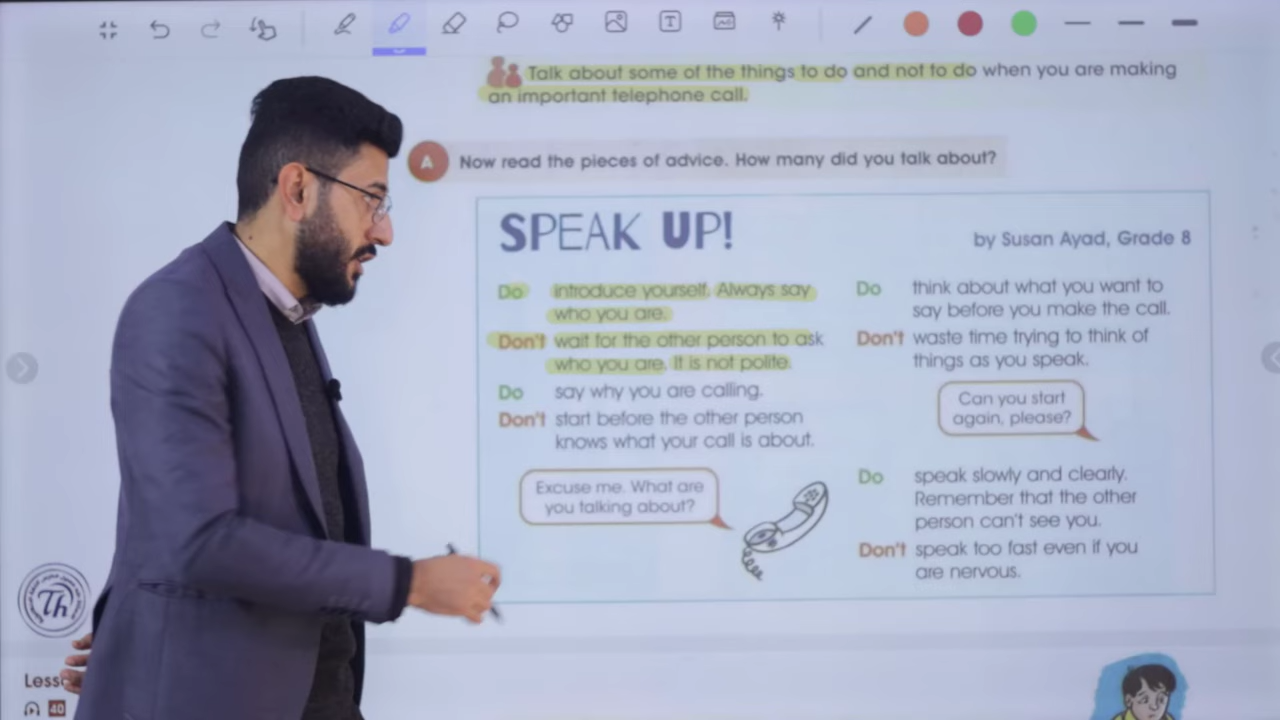 T
Talk about some of the things to do and not to do when you are making
an important telephone call.
A Now read the pieces of advice. How many did you talk about?
SPEAK UP!
by Susan Ayad, Grade 8
Do introduce yourself. Always say
who you are.
Don't wait for the other person to ask
who you are. It is not polite.
Do say why you are calling.
Don't start before the other person
knows what your call is about.
Excuse me. What are
you talking about?
Do think about what you want to
say before you make the call.
Don't waste time trying to think of
things as you speak.
Can you start
again, please?
Do speak slowly and clearly.
Remember that the other
person can't see you.
Don't speak too fast even if you
are nervous.
Th
40